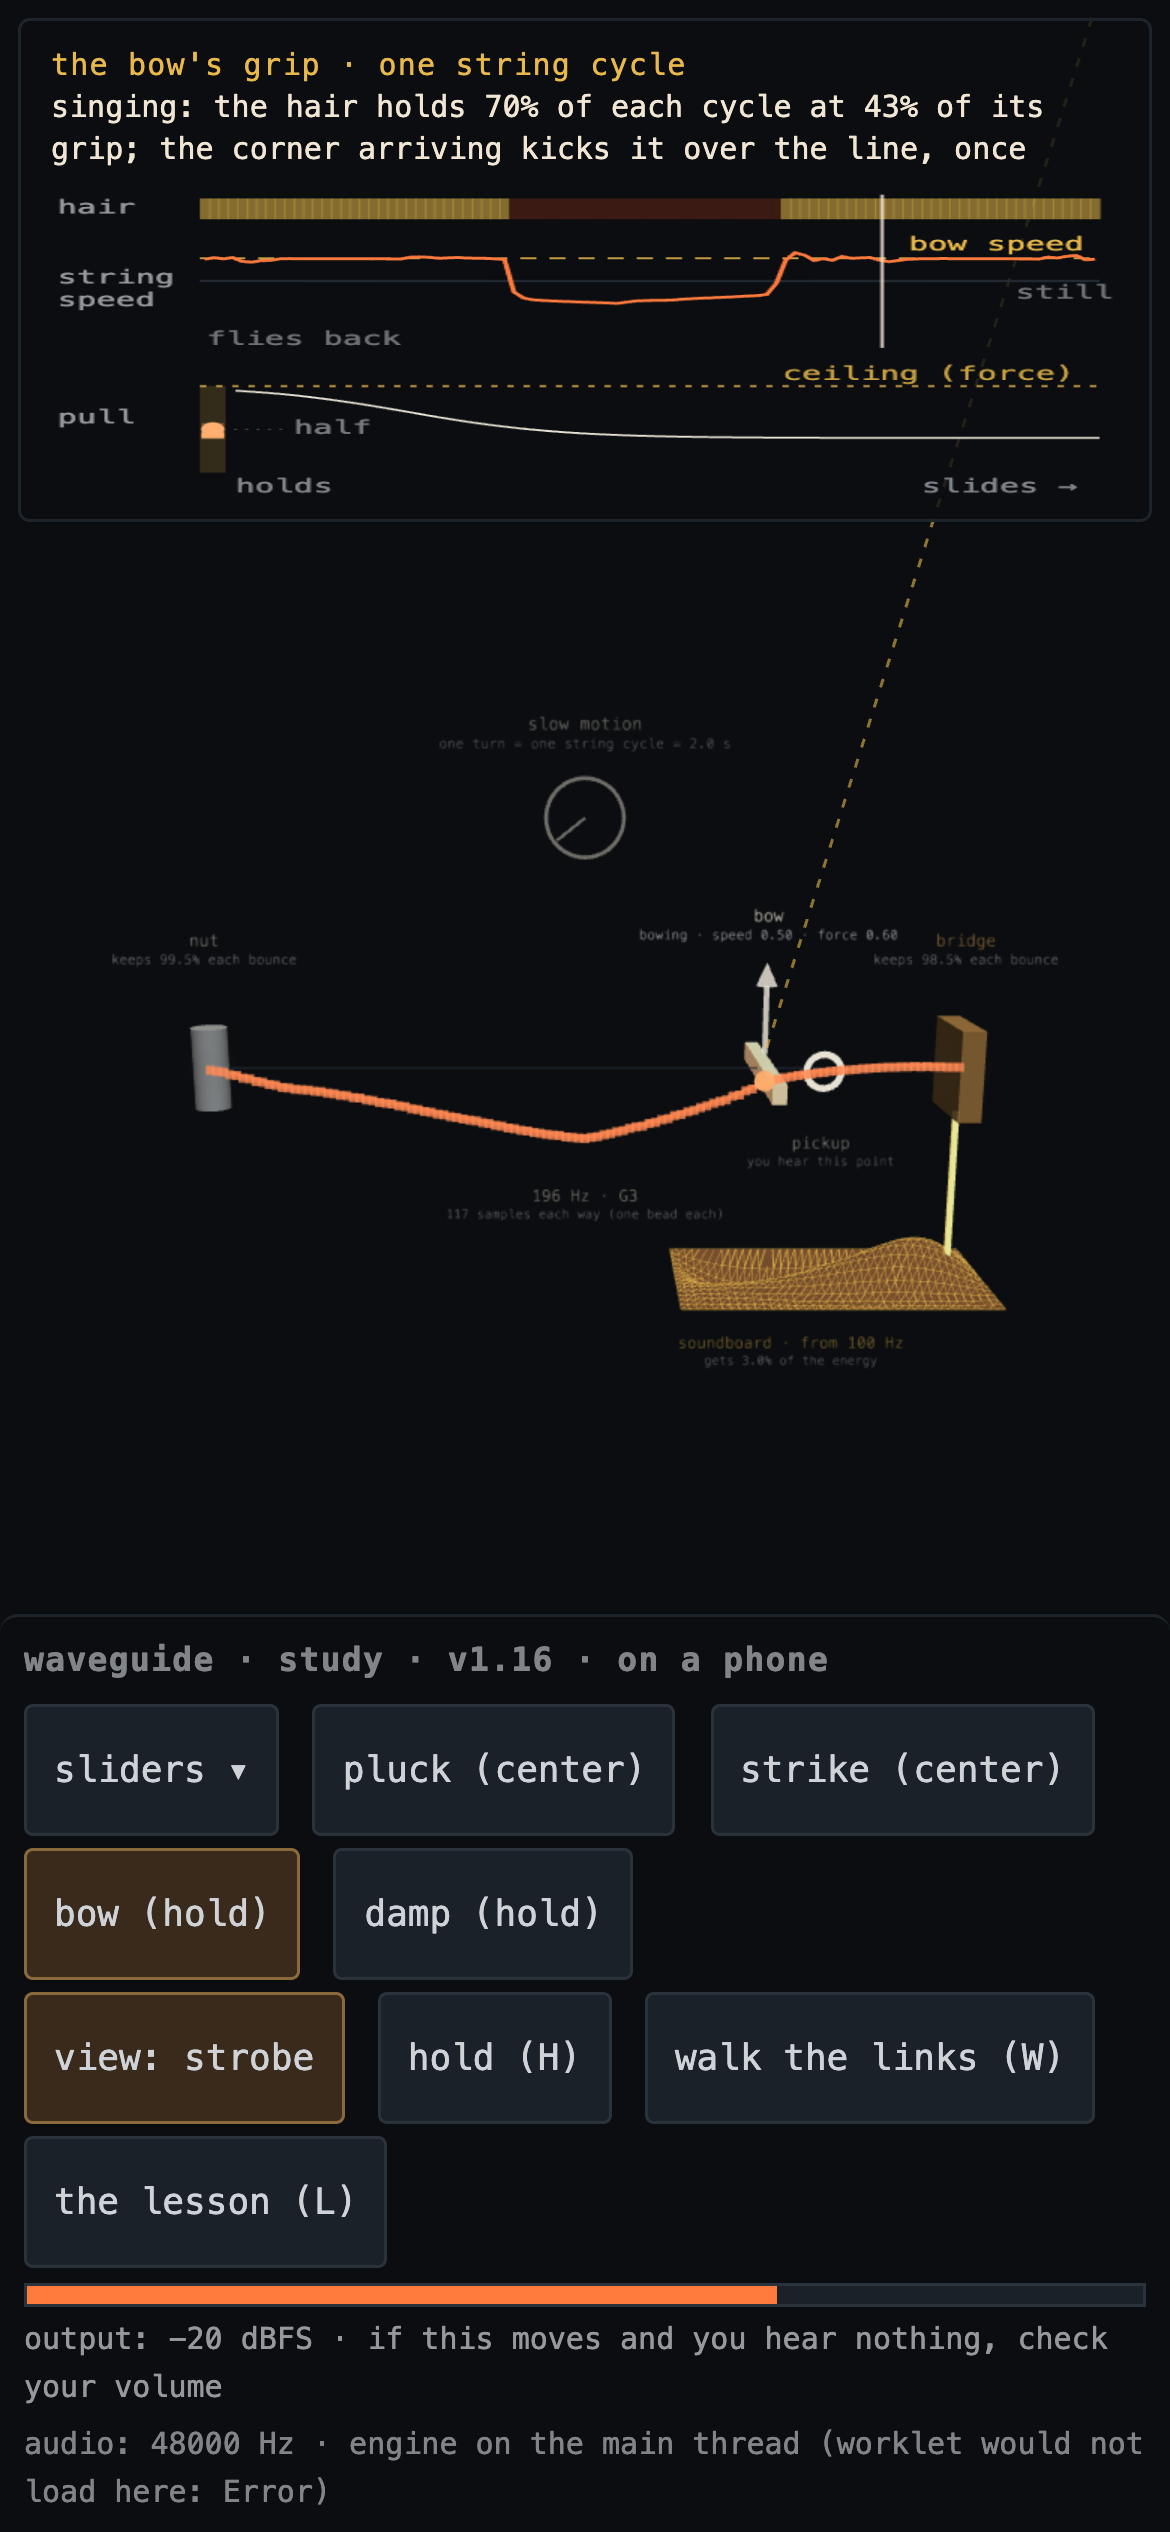 the bow's grip · one string cycle
singing: the hair holds 70% of each cycle at 43% of its
grip; the corner arriving kicks it over the line, once
hair
bow speed
string
speed
still
flies back
ceiling (force)
pull
half
holds
slides →
slow motion
one turn = one string cycle = 2.0 s
bow
bowing · speed 0.50 · force 0.60
nut
keeps 99.5% each bounce
bridge
keeps 98.5% each bounce
pickup
you hear this point
196 Hz · G3
117 samples each way (one bead each)
soundboard · from 100 Hz
gets 3.0% of the energy
waveguide · study · v1.16 · on a phone
sliders ▾
pluck (center)
strike (center)
bow (hold)
damp (hold)
view: strobe
hold (H)
walk the links (W)
the lesson (L)
output: −20 dBFS · if this moves and you hear nothing, check
your volume
audio: 48000 Hz · engine on the main thread (worklet would not
load here: Error)